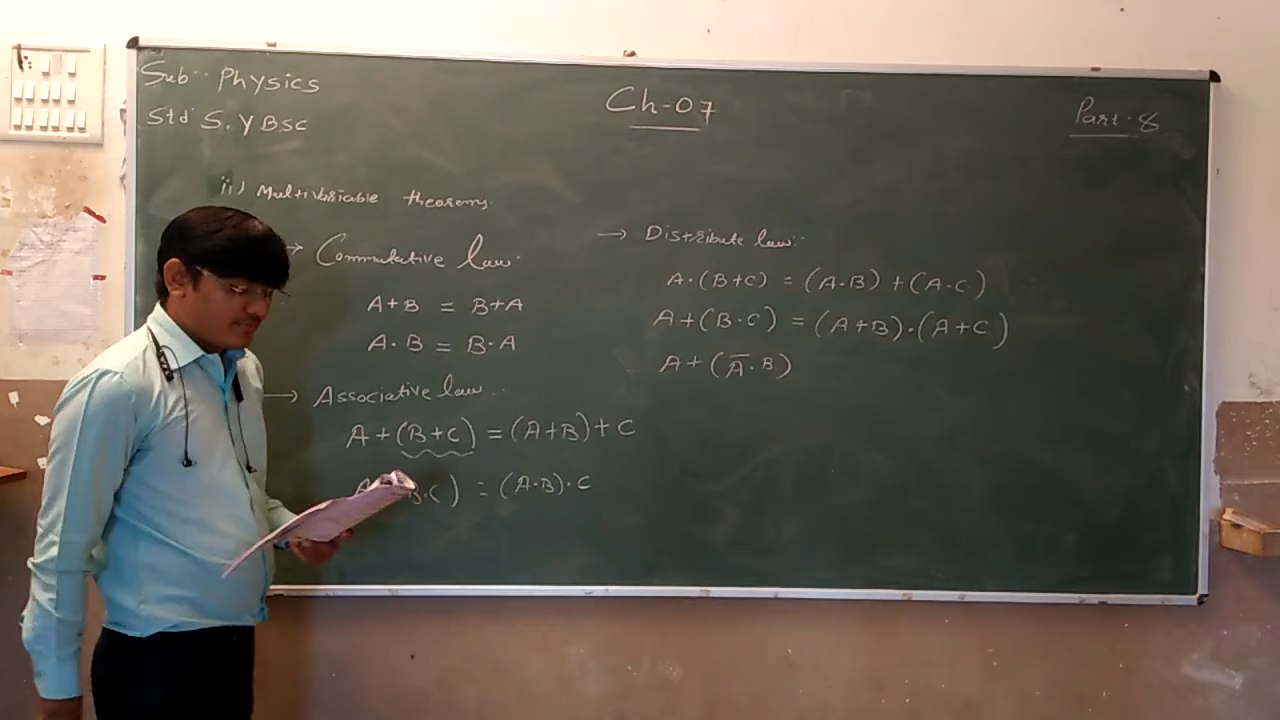 Sub:- Physics
Std S.Y BSc
Ch-07
Part-8
ii) Multivariable theorems
→ Commutative law.
A+B = B+A
A·B = B·A
→ Associative law..
A+(B+C) = (A+B)+C
B·C) = (A·B)·C
→ Distribute law:-
A·(B+C) = (A·B)+(A·C)
A+(B·C) = (A+B)·(A+C)
A+(A̅·B)